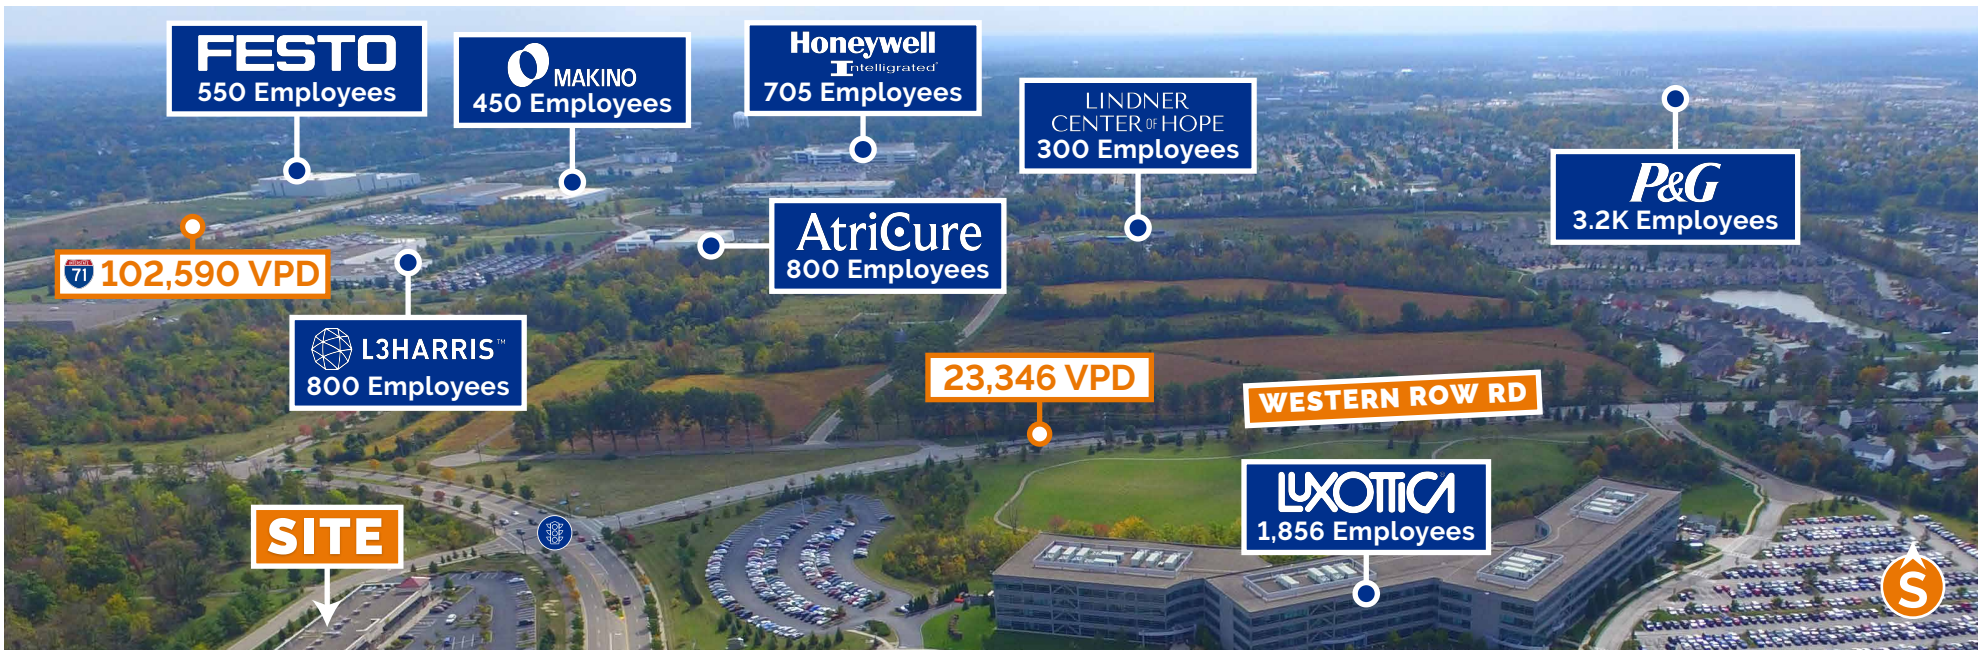 FESTO
550 Employees
MAKINO
450 Employees
Honeywell
Intelligrated
705 Employees
LINDNER
CENTER OF HOPE
300 Employees
P&G
3.2K Employees
AtriCure
800 Employees
INTERSTATE
71
102,590 VPD
L3HARRIS™
800 Employees
23,346 VPD
WESTERN ROW RD
LUXOTTICA
1,856 Employees
SITE
S